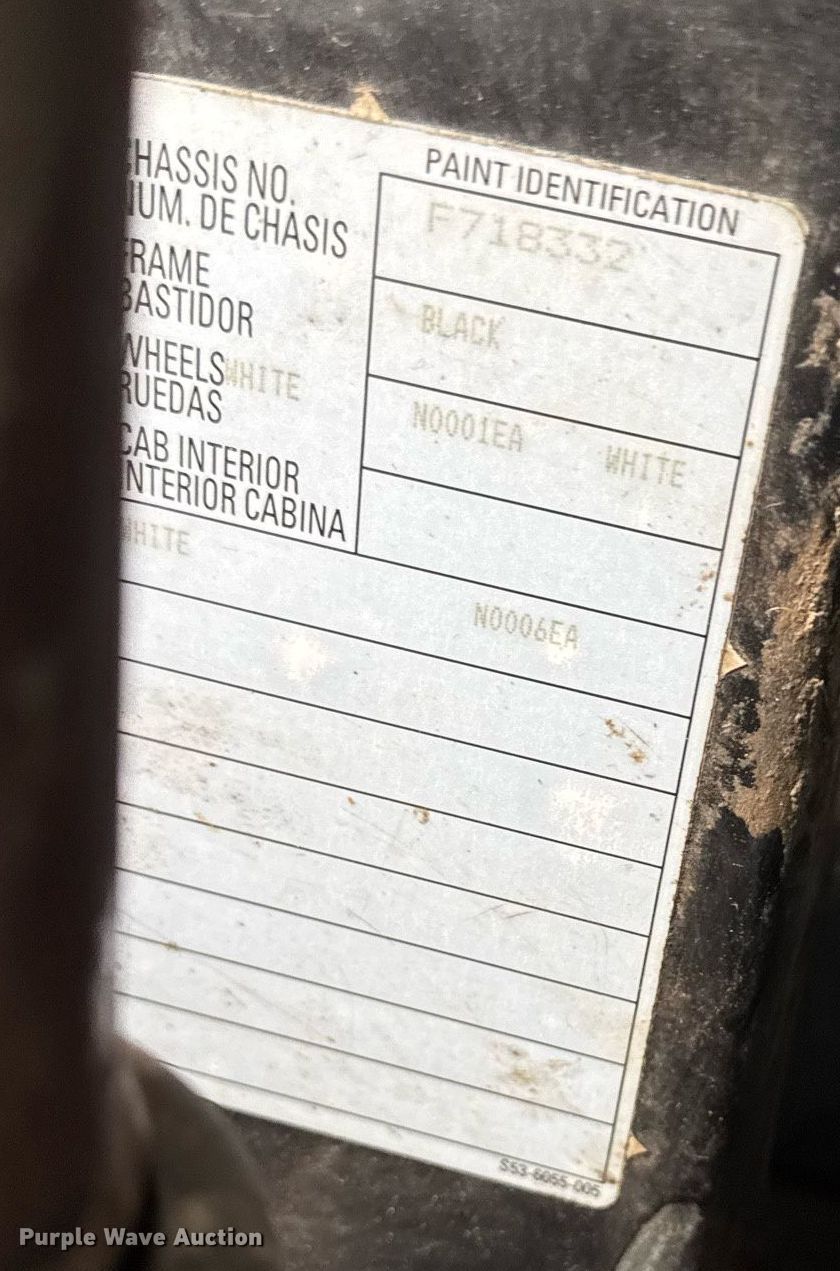 PAINT IDENTIFICATION
CHASSIS NO. F718332
NUM. DE CHASIS
FRAME BLACK
BASTIDOR
WHEELS WHITE N0001EA WHITE
RUEDAS
CAB INTERIOR
INTERIOR CABINA
WHITE N0006EA
S53-6055-005
Purple Wave Auction